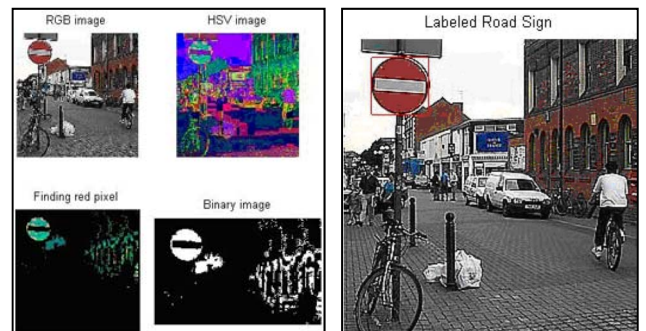 RGB image
HSV image
Finding red pixel
Binary image
Labeled Road Sign